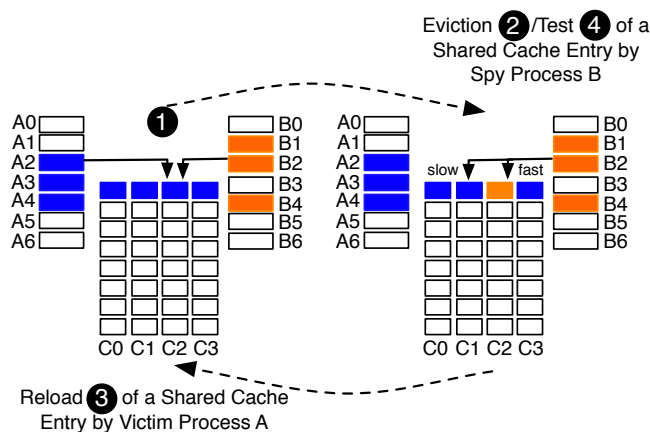 Eviction 2 /Test 4 of a
Shared Cache Entry by
Spy Process B
1
A0
A1
A2
A3
A4
A5
A6
B0
B1
B2
B3
B4
B5
B6
C0 C1 C2 C3
A0
A1
A2
A3
A4
A5
A6
slow
fast
B0
B1
B2
B3
B4
B5
B6
C0 C1 C2 C3
Reload 3 of a Shared Cache
Entry by Victim Process A